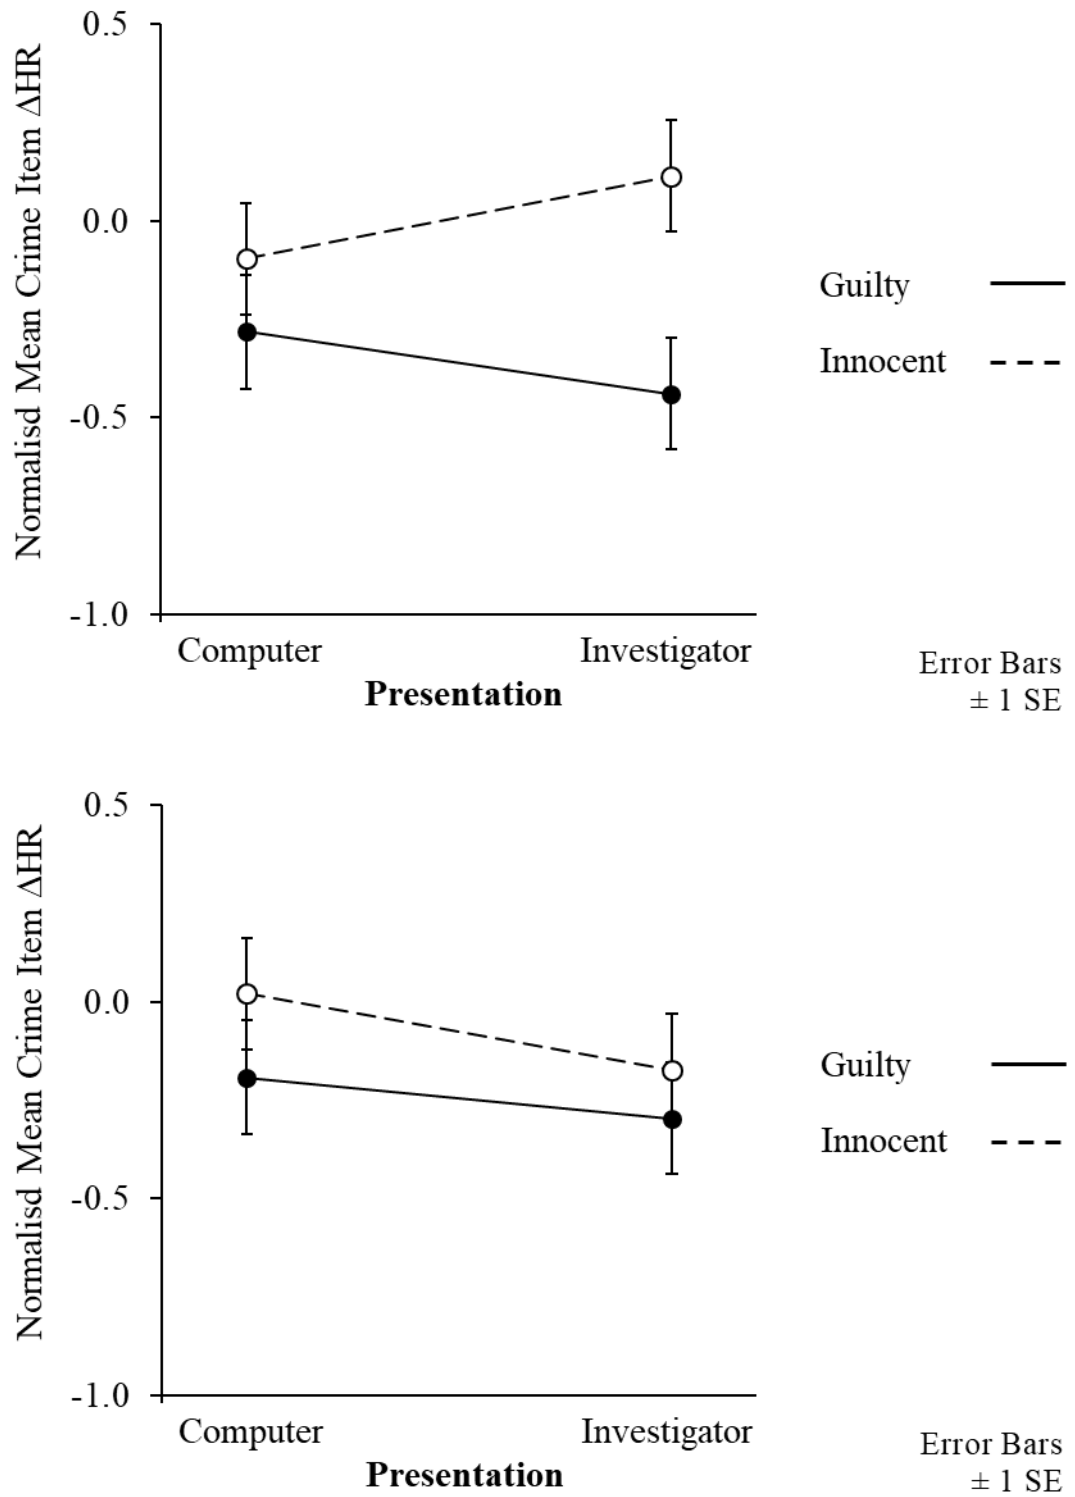 0.5
0.0
-0.5
-1.0
Normalisd Mean Crime Item ΔHR
Computer
Investigator
Presentation
Guilty
Innocent
Error Bars
± 1 SE
0.5
0.0
-0.5
-1.0
Normalisd Mean Crime Item ΔHR
Computer
Investigator
Presentation
Guilty
Innocent
Error Bars
± 1 SE